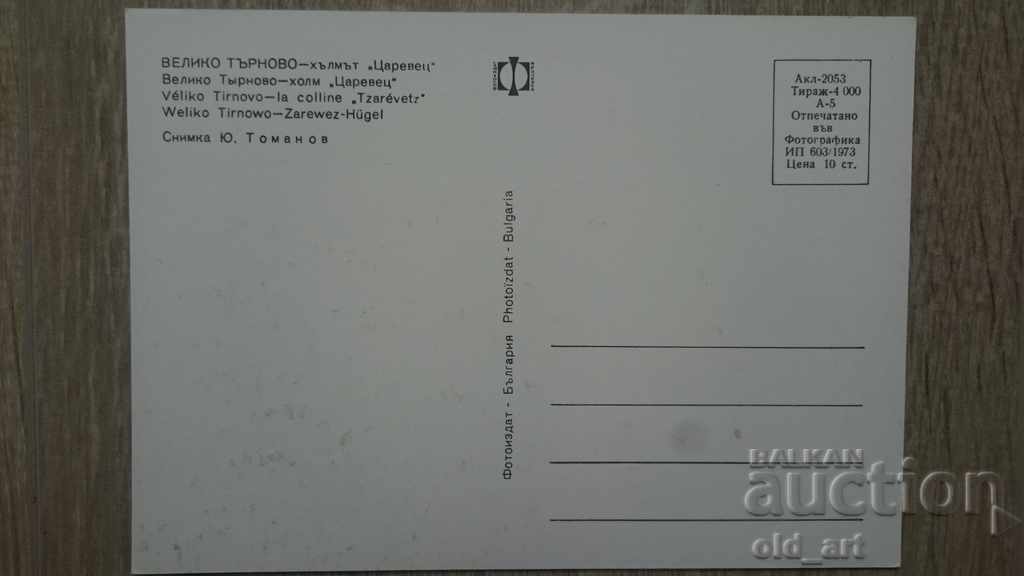 ВЕЛИКО ТЪРНОВО—хълмът „Царевец“
Велико Тырново—холм „Царевец“
Véliko Tirnovo—la colline „Tzarévetz“
Weliko Tirnowo—Zarewez-Hügel
Снимка Ю. Томанов
Фотоиздат - България Photoïzdat - Bulgaria
Акл-2053
Тираж-4 000
А-5
Отпечатано
във
Фотографика
ИП 603/1973
Цена 10 ст.
BALKAN
auction
old_art